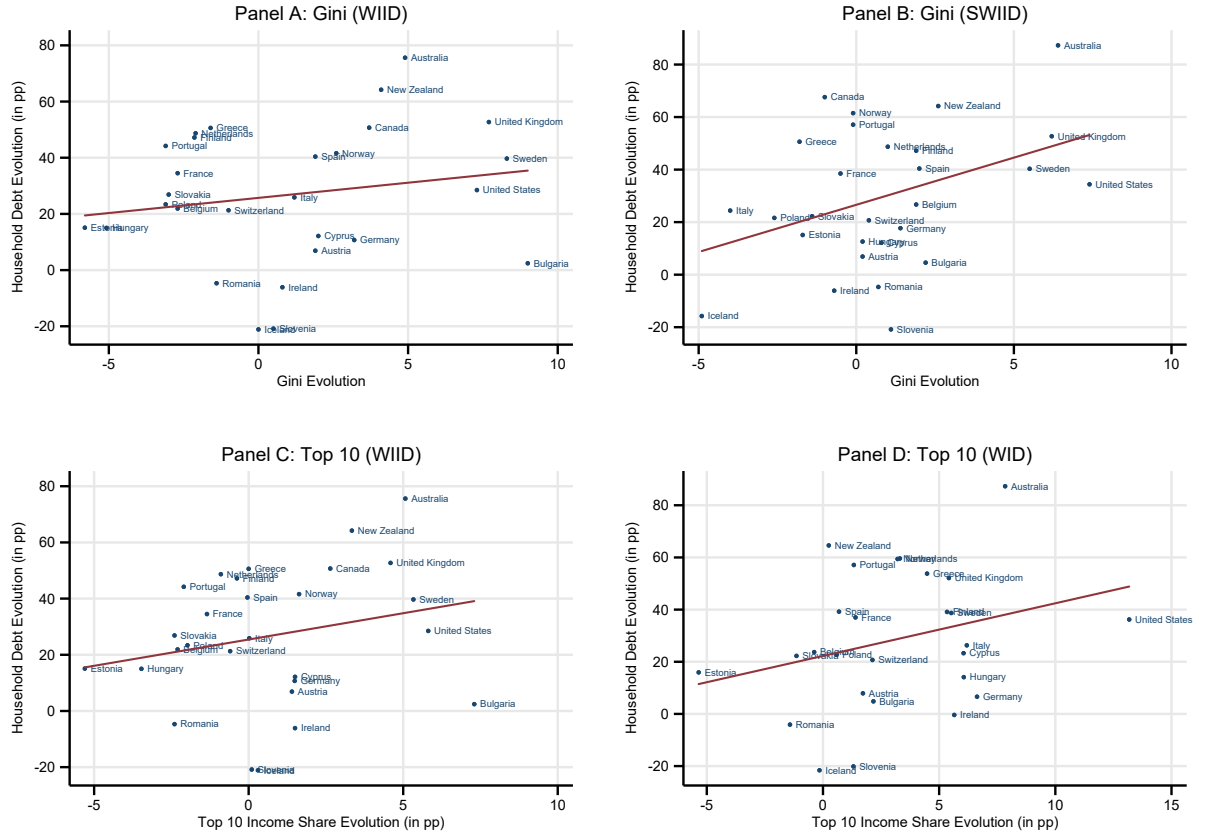 Panel A: Gini (WIID)
Household Debt Evolution (in pp)
80
60
40
20
0
-20
Australia
New Zealand
United Kingdom
Canada
Greece
Netherlands
Finland
Portugal
Norway
Spain
Sweden
France
United States
Slovakia
Italy
Poland
Belgium
Switzerland
Estonia
Hungary
Cyprus
Germany
Austria
Bulgaria
Romania
Ireland
Iceland
Slovenia
-5
0
5
10
Gini Evolution
Panel B: Gini (SWIID)
Household Debt Evolution (in pp)
80
60
40
20
0
-20
Australia
Canada
New Zealand
Norway
Portugal
United Kingdom
Greece
Netherlands
Finland
Spain
Sweden
France
United States
Belgium
Italy
Poland
Slovakia
Switzerland
Germany
Estonia
Hungary
Cyprus
Austria
Bulgaria
Romania
Ireland
Iceland
Slovenia
-5
0
5
10
Gini Evolution
Panel C: Top 10 (WIID)
Household Debt Evolution (in pp)
80
60
40
20
0
-20
Australia
New Zealand
United Kingdom
Greece
Canada
Netherlands
Finland
Portugal
Norway
Spain
Sweden
France
United States
Slovakia
Italy
Poland
Belgium
Switzerland
Estonia
Hungary
Cyprus
Germany
Austria
Bulgaria
Romania
Ireland
Slovenia
Iceland
-5
0
5
10
Top 10 Income Share Evolution (in pp)
Panel D: Top 10 (WID)
Household Debt Evolution (in pp)
80
60
40
20
0
-20
Australia
New Zealand
Norway
Netherlands
Portugal
Greece
United Kingdom
Spain
Finland
Sweden
France
United States
Italy
Belgium
Cyprus
Slovakia
Poland
Switzerland
Estonia
Hungary
Austria
Germany
Bulgaria
Ireland
Romania
Slovenia
Iceland
-5
0
5
10
15
Top 10 Income Share Evolution (in pp)